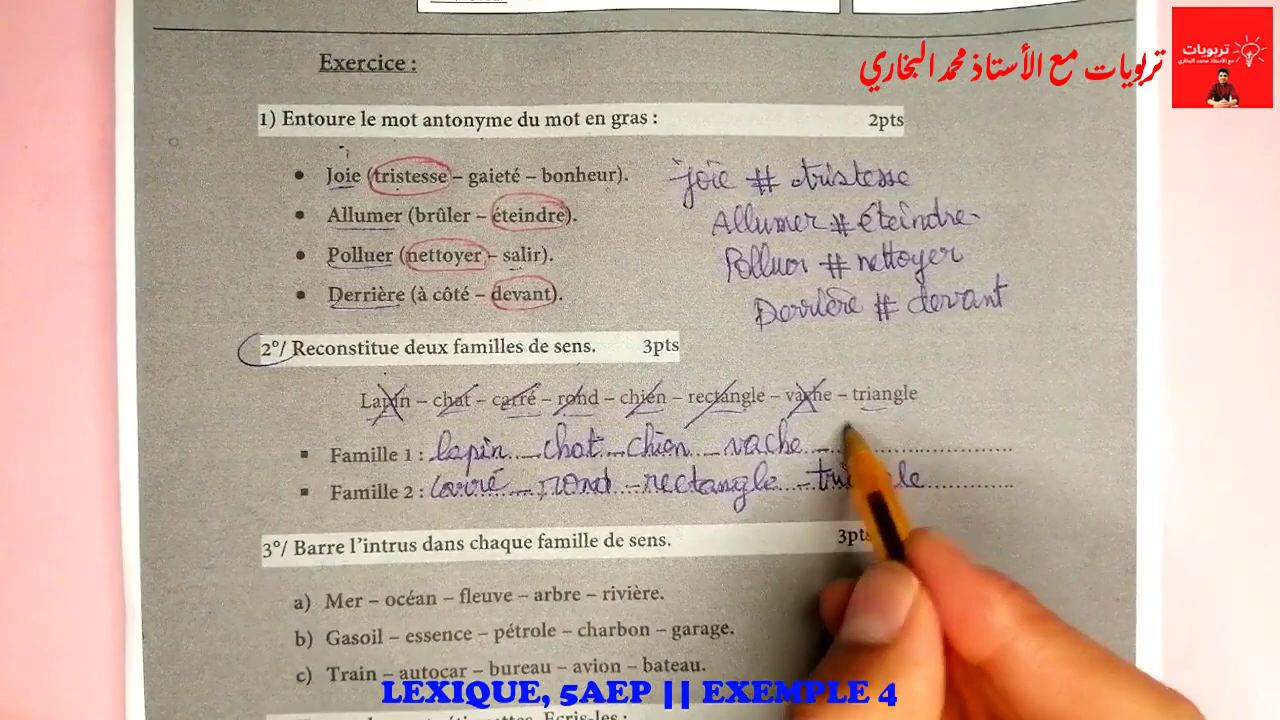 Exercice :
تربويات مع الأستاذ محمد البخاري
تربويات
مع الأستاذ محمد البخاري
1) Entoure le mot antonyme du mot en gras : 2pts
• Joie (tristesse – gaieté – bonheur). joie # tristesse
• Allumer (brûler – éteindre). Allumer # éteindre
• Polluer (nettoyer – salir). Polluer # nettoyer
• Derrière (à côté – devant). Derrière # devant
2°/ Reconstitue deux familles de sens. 3pts
Lapin – chat – carré – rond – chien – rectangle – vache – triangle
▪ Famille 1 : lapin – chat – chien – vache
▪ Famille 2 : carré – rond – rectangle –
3°/ Barre l’intrus dans chaque famille de sens. 3pts
a) Mer – océan – fleuve – arbre – rivière.
b) Gasoil – essence – pétrole – charbon – garage.
c) Train – autocar – bureau – avion – bateau.
LEXIQUE, 5AEP || EXEMPLE 4